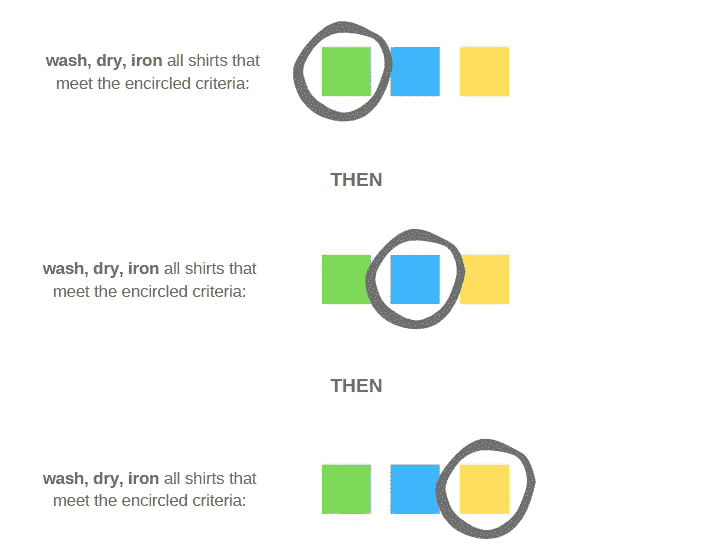 wash, dry, iron all shirts that
meet the encircled criteria:
THEN
wash, dry, iron all shirts that
meet the encircled criteria:
THEN
wash, dry, iron all shirts that
meet the encircled criteria: